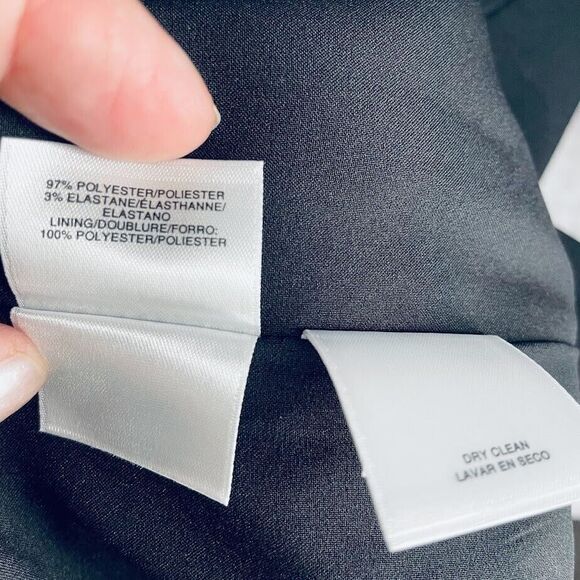 97% POLYESTER/POLIESTER
3% ELASTANE/ÉLASTHANNE/
ELASTANO
LINING/DOUBLURE/FORRO:
100% POLYESTER/POLIESTER
DRY CLEAN
LAVAR EN SECO